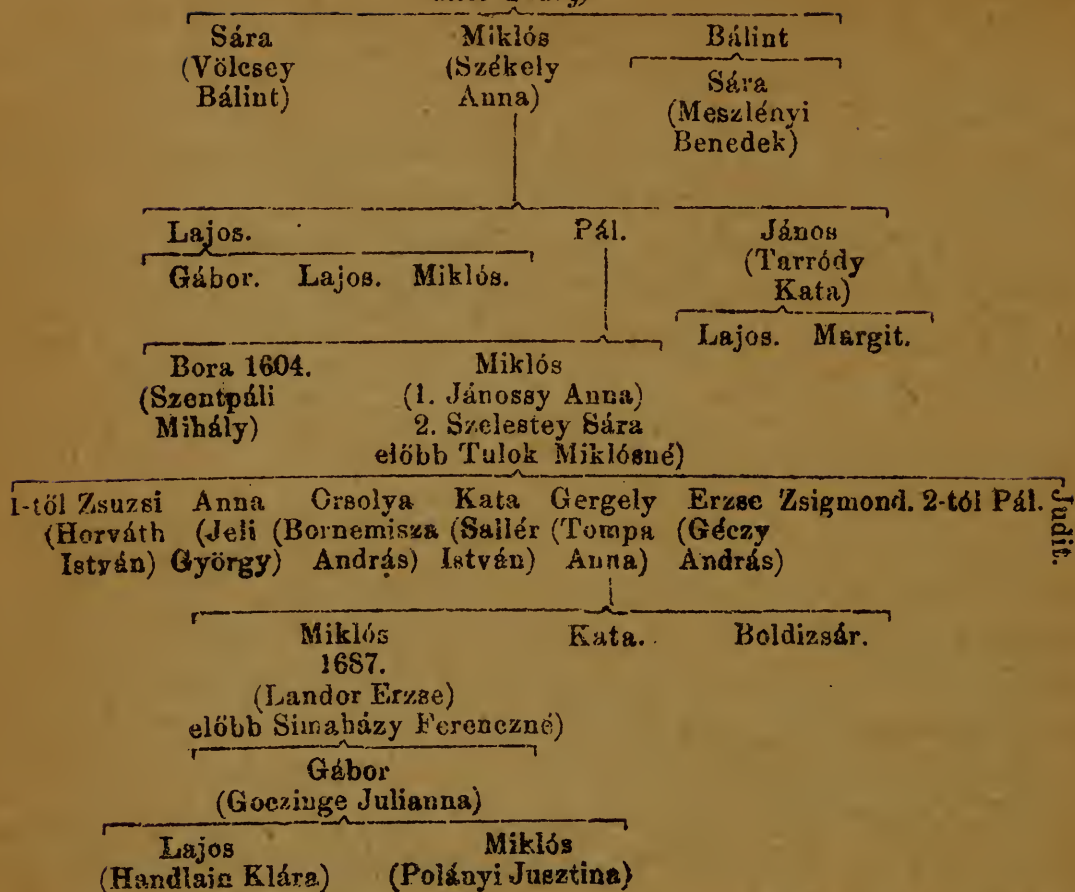 Sára Miklós Bálint
(Völcsey (Székely Sára
Bálint) Anna) (Meszlényi
Benedek)
Lajos. Pál. János
Gábor. Lajos. Miklós. (Tarródy
Kata)
Lajos. Margit.
Bora 1604. Miklós
(Szentpáli (1. Jánossy Anna)
Mihály) 2. Szelestey Sára
előbb Tulok Miklósné)
1-től Zsuzsi Anna Orsolya Kata Gergely Erzse Zsigmond. 2-tól Pál. Judit.
(Horváth (Jeli (Bornemisza (Sallér (Tompa (Géczy
István) György) András) István) Anna) András)
Miklós Kata. Boldizsár.
1687.
(Landor Erzse)
előbb Simaházy Ferenczné)
Gábor
(Goczinge Julianna)
Lajos Miklós
(Handlain Klára) (Polányi Jusztina)